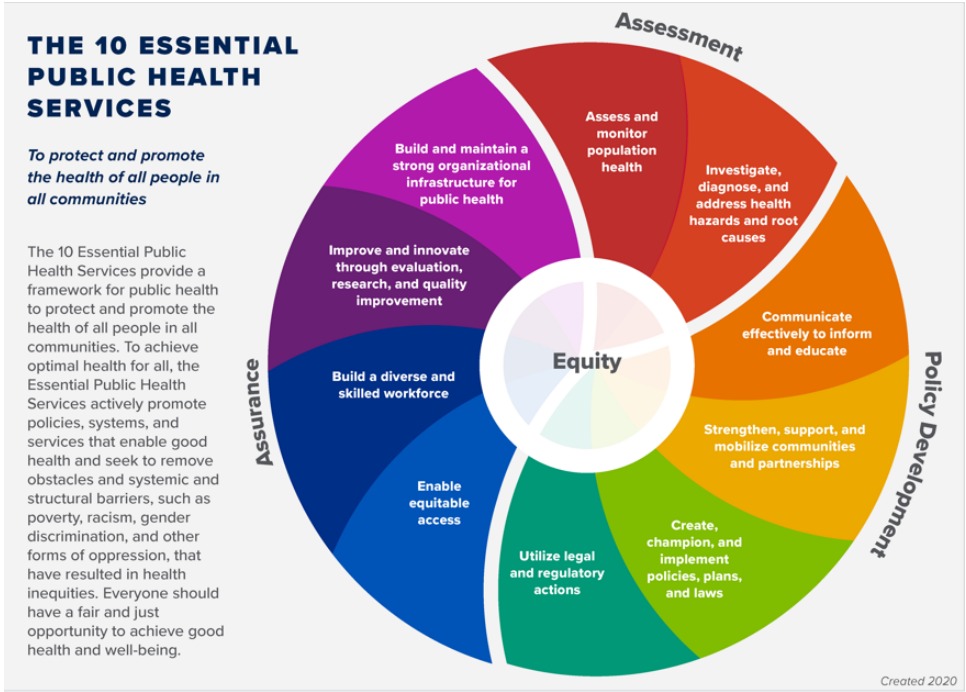 THE 10 ESSENTIAL
PUBLIC HEALTH
SERVICES
To protect and promote
the health of all people in
all communities
The 10 Essential Public
Health Services provide a
framework for public health
to protect and promote the
health of all people in all
communities. To achieve
optimal health for all, the
Essential Public Health
Services actively promote
policies, systems, and
services that enable good
health and seek to remove
obstacles and systemic and
structural barriers, such as
poverty, racism, gender
discrimination, and other
forms of oppression, that
have resulted in health
inequities. Everyone should
have a fair and just
opportunity to achieve good
health and well-being.
Assessment
Assess and
monitor
population
health
Investigate,
diagnose, and
address health
hazards and root
causes
Policy Development
Communicate
effectively to inform
and educate
Strengthen, support, and
mobilize communities
and partnerships
Create,
champion, and
implement
policies, plans,
and laws
Utilize legal
and regulatory
actions
Assurance
Enable
equitable
access
Build a diverse and
skilled workforce
Improve and innovate
through evaluation,
research, and quality
improvement
Build and maintain a
strong organizational
infrastructure for
public health
Equity
Created 2020